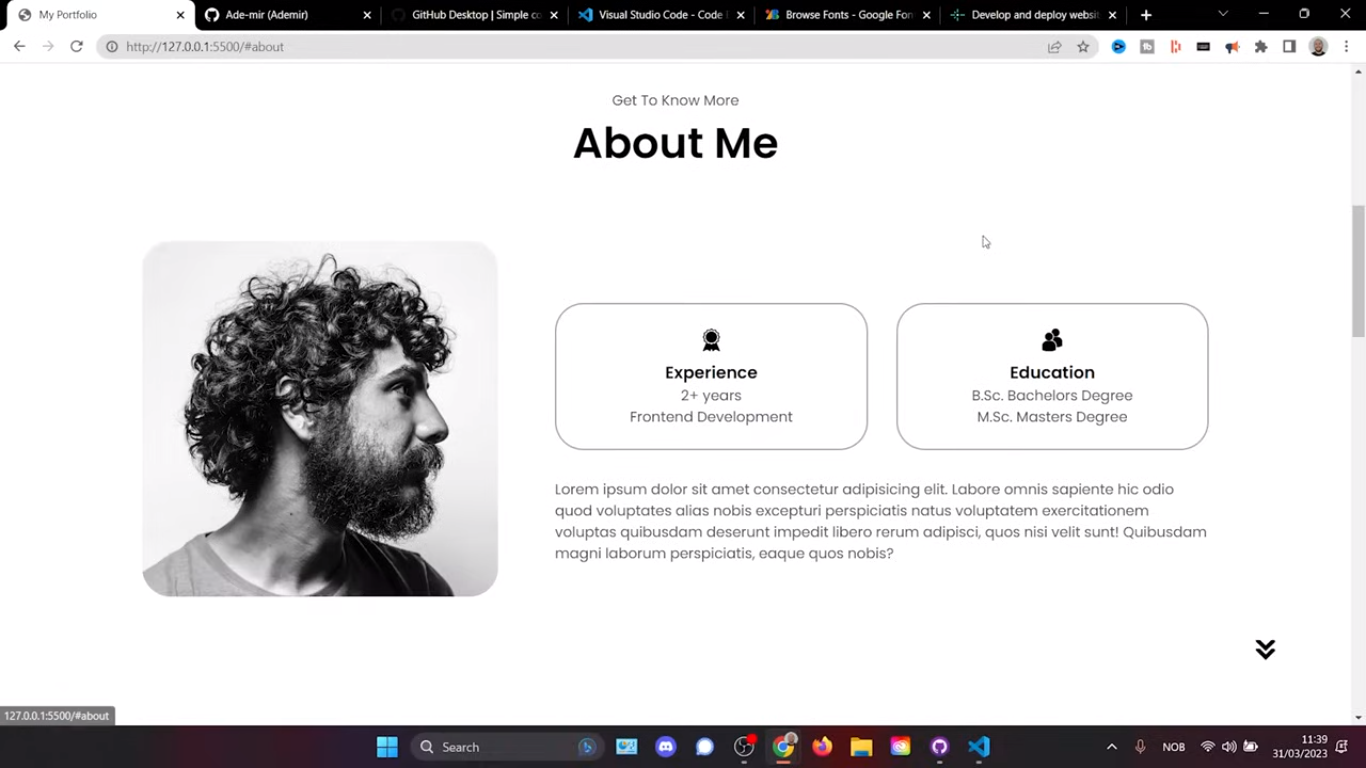 My Portfolio
Ade-mir (Ademir)
GitHub Desktop | Simple co
Visual Studio Code - Code
Browse Fonts - Google Fon
Develop and deploy websit
http://127.0.0.1:5500/#about
Get To Know More
About Me
Experience
2+ years
Frontend Development
Education
B.Sc. Bachelors Degree
M.Sc. Masters Degree
Lorem ipsum dolor sit amet consectetur adipisicing elit. Labore omnis sapiente hic odio
quod voluptates alias nobis excepturi perspiciatis natus voluptatem exercitationem
voluptas quibusdam deserunt impedit libero rerum adipisci, quos nisi velit sunt! Quibusdam
magni laborum perspiciatis, eaque quos nobis?
127.0.0.1:5500/#about
Search
NOB
11:39
31/03/2023